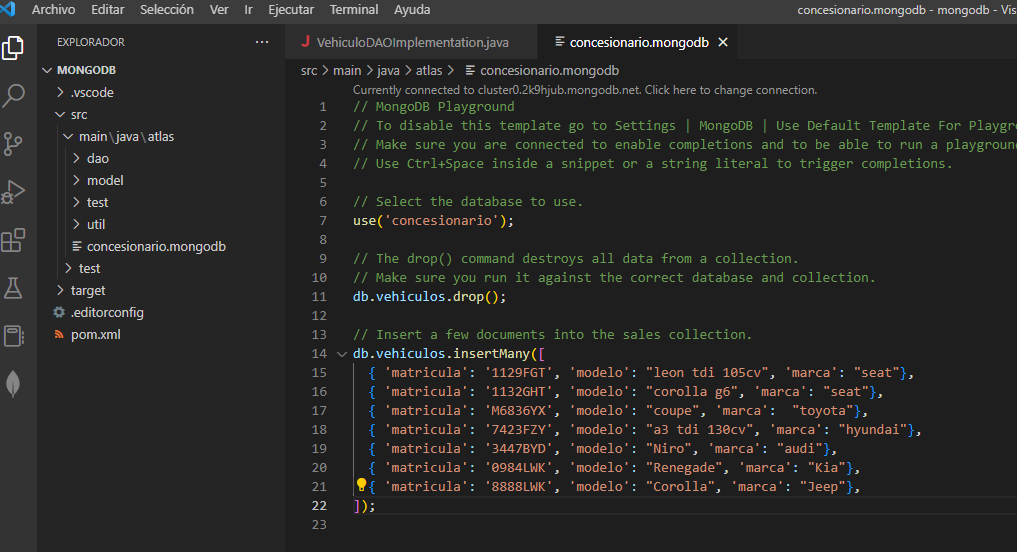 Archivo Editar Selección Ver Ir Ejecutar Terminal Ayuda concesionario.mongodb - mongodb - Vis
EXPLORADOR ...
MONGODB
.vscode
src
main\java\atlas
dao
model
test
util
concesionario.mongodb
test
target
.editorconfig
pom.xml
VehiculoDAOImplementation.java concesionario.mongodb
src > main > java > atlas > concesionario.mongodb
Currently connected to cluster0.2k9hjub.mongodb.net. Click here to change connection.
1 // MongoDB Playground
2 // To disable this template go to Settings | MongoDB | Use Default Template For Playgr
3 // Make sure you are connected to enable completions and to be able to run a playgroun
4 // Use Ctrl+Space inside a snippet or a string literal to trigger completions.
5
6 // Select the database to use.
7 use('concesionario');
8
9 // The drop() command destroys all data from a collection.
10 // Make sure you run it against the correct database and collection.
11 db.vehiculos.drop();
12
13 // Insert a few documents into the sales collection.
14 db.vehiculos.insertMany([
15 { 'matricula': '1129FGT', 'modelo': "leon tdi 105cv", 'marca': "seat"},
16 { 'matricula': '1132GHT', 'modelo': "corolla g6", 'marca': "seat"},
17 { 'matricula': 'M6836YX', 'modelo': "coupe", 'marca':  "toyota"},
18 { 'matricula': '7423FZY', 'modelo': "a3 tdi 130cv", 'marca': "hyundai"},
19 { 'matricula': '3447BYD', 'modelo': "Niro", 'marca': "audi"},
20 { 'matricula': '0984LWK', 'modelo': "Renegade", 'marca': "Kia"},
21 { 'matricula': '8888LWK', 'modelo': "Corolla", 'marca': "Jeep"},
22 ]);
23